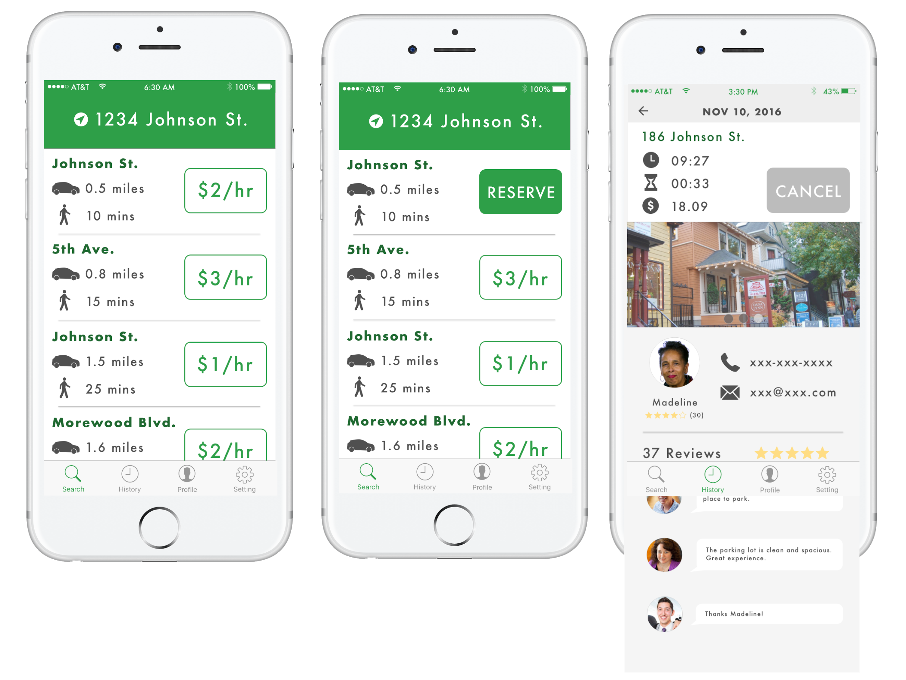 AT&T 6:30 AM 100%
1234 Johnson St.
Johnson St.
0.5 miles
$2/hr
10 mins
5th Ave.
0.8 miles
$3/hr
15 mins
Johnson St.
1.5 miles
$1/hr
25 mins
Morewood Blvd.
1.6 miles
$2/hr
Search History Profile Setting
AT&T 6:30 AM 100%
1234 Johnson St.
Johnson St.
0.5 miles
RESERVE
10 mins
5th Ave.
0.8 miles
$3/hr
15 mins
Johnson St.
1.5 miles
$1/hr
25 mins
Morewood Blvd.
1.6 miles
$2/hr
Search History Profile Setting
AT&T 3:30 PM 43%
NOV 10, 2016
186 Johnson St.
09:27
00:33
CANCEL
$ 18.09
xxx-xxx-xxxx
xxx@xxx.com
Madeline
(30)
37 Reviews
Search History Profile Setting
place to park.
The parking lot is clean and spacious.
Great experience.
Thanks Madeline!